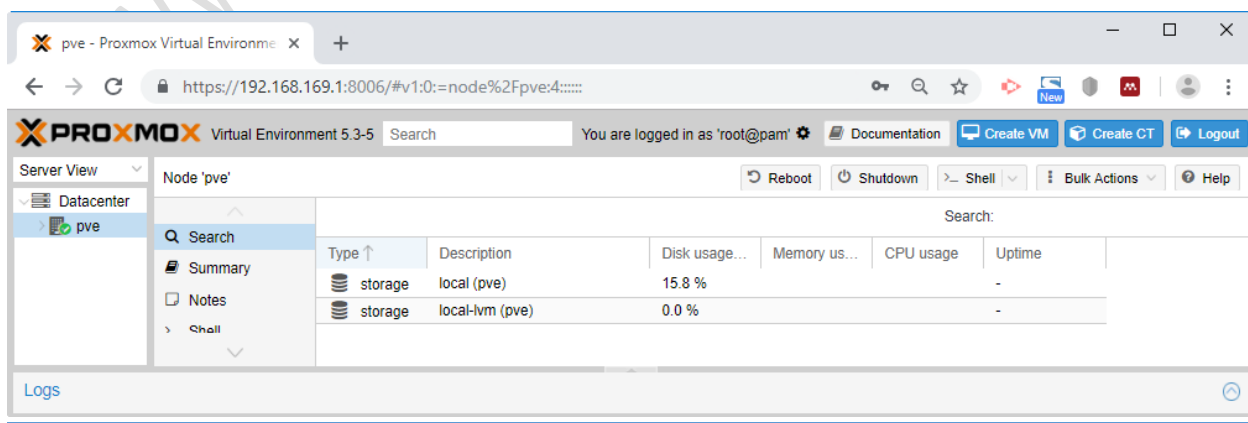 pve - Proxmox Virtual Environme
https://192.168.169.1:8006/#v1:0:=node%2Fpve:4::::::
New
PROXMOX Virtual Environment 5.3-5 Search You are logged in as 'root@pam' Documentation Create VM Create CT Logout
Server View
Node 'pve' Reboot Shutdown >_ Shell Bulk Actions Help
Datacenter
pve
Search:
Search
Type Description Disk usage... Memory us... CPU usage Uptime
Summary
storage local (pve) 15.8 % -
Notes
storage local-lvm (pve) 0.0 % -
Shell
Logs